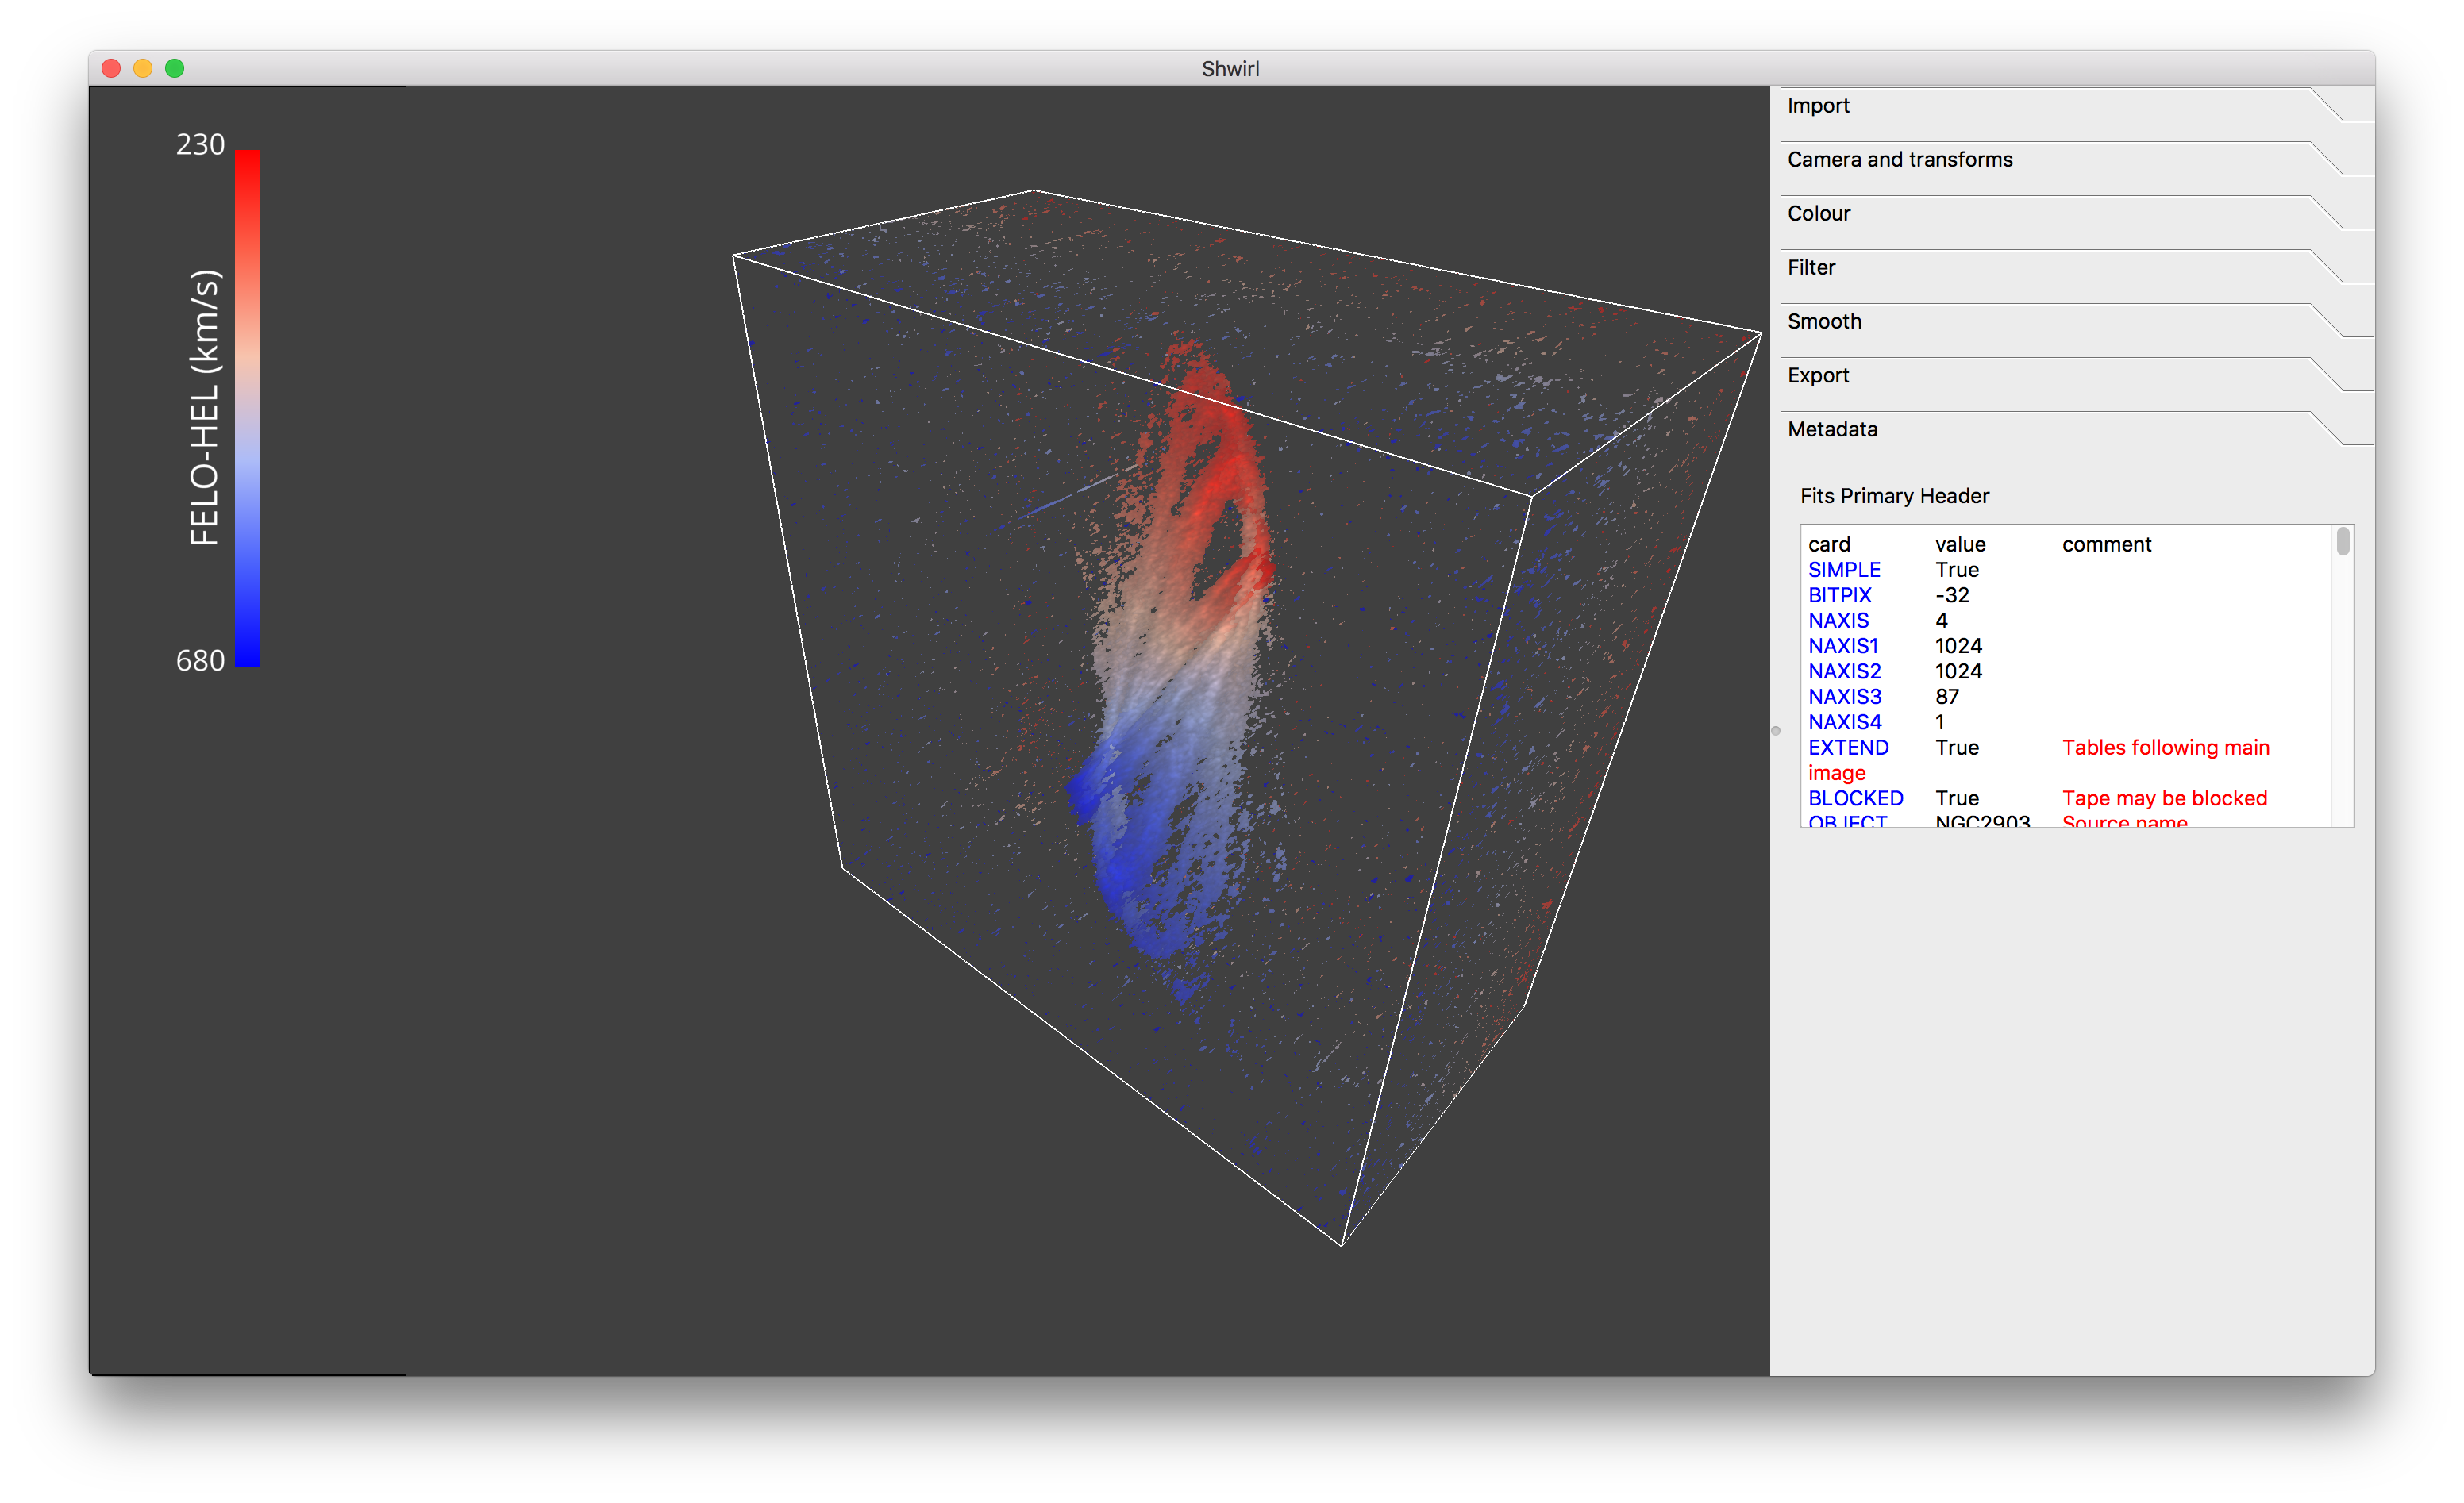 Shwirl
230
FELO-HEL (km/s)
680
Import
Camera and transforms
Colour
Filter
Smooth
Export
Metadata
Fits Primary Header
card value comment
SIMPLE True
BITPIX -32
NAXIS 4
NAXIS1 1024
NAXIS2 1024
NAXIS3 87
NAXIS4 1
EXTEND True Tables following main
image
BLOCKED True Tape may be blocked
OBJECT NGC2903 Source name